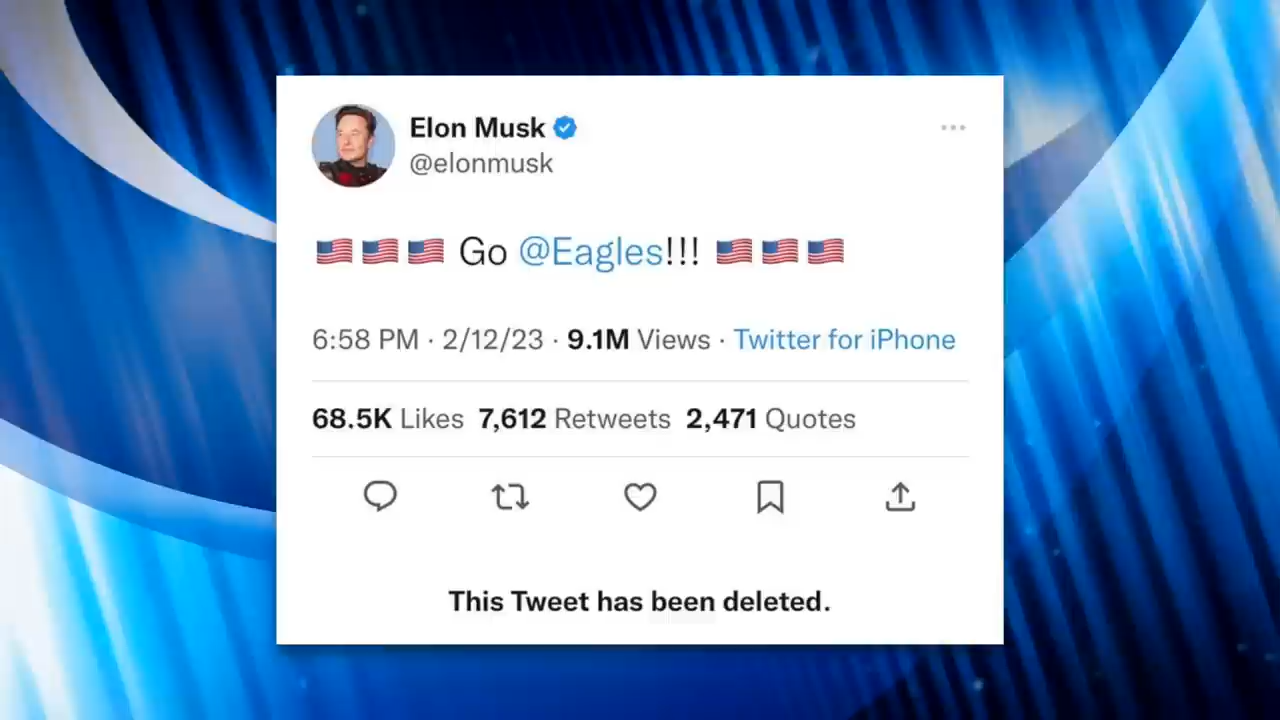 Elon Musk
@elonmusk
🇺🇸 🇺🇸 🇺🇸 Go @Eagles!!! 🇺🇸 🇺🇸 🇺🇸
6:58 PM · 2/12/23 · 9.1M Views · Twitter for iPhone
68.5K Likes 7,612 Retweets 2,471 Quotes
This Tweet has been deleted.